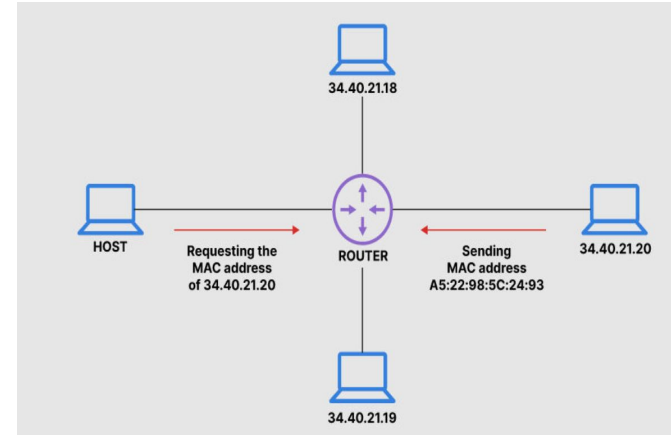 34.40.21.18
HOST
Requesting the
MAC address
of 34.40.21.20
ROUTER
Sending
MAC address
A5:22:98:5C:24:93
34.40.21.20
34.40.21.19